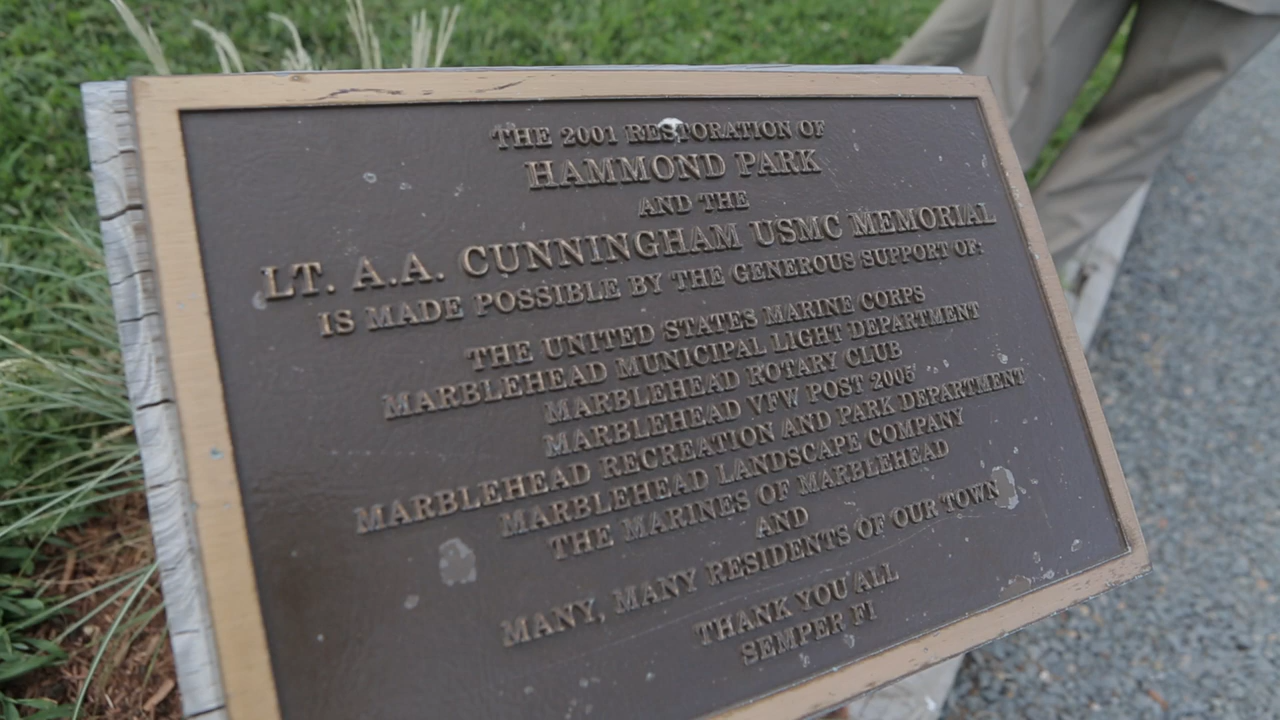 THE 2001 RESTORATION OF
HAMMOND PARK
AND THE
LT. A.A. CUNNINGHAM USMC MEMORIAL
IS MADE POSSIBLE BY THE GENEROUS SUPPORT OF:
THE UNITED STATES MARINE CORPS
MARBLEHEAD MUNICIPAL LIGHT DEPARTMENT
MARBLEHEAD ROTARY CLUB
MARBLEHEAD VFW POST 2005
MARBLEHEAD RECREATION AND PARK DEPARTMENT
MARBLEHEAD LANDSCAPE COMPANY
THE MARINES OF MARBLEHEAD
AND
MANY, MANY RESIDENTS OF OUR TOWN
THANK YOU ALL
SEMPER FI